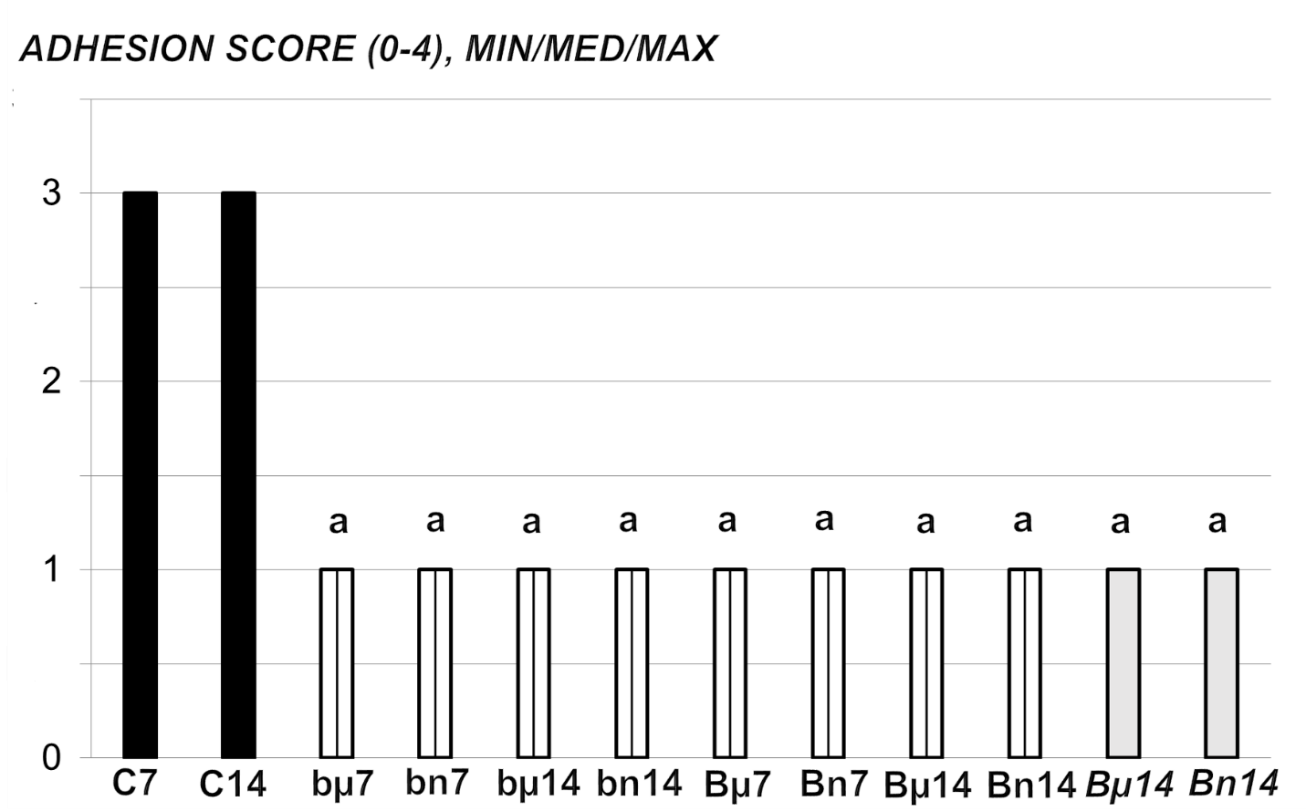 ADHESION SCORE (0-4), MIN/MED/MAX
3
2
a a a a a a a a a a
1
0
C7 C14 bµ7 bn7 bµ14 bn14 Bµ7 Bn7 Bµ14 Bn14 Bµ14 Bn14